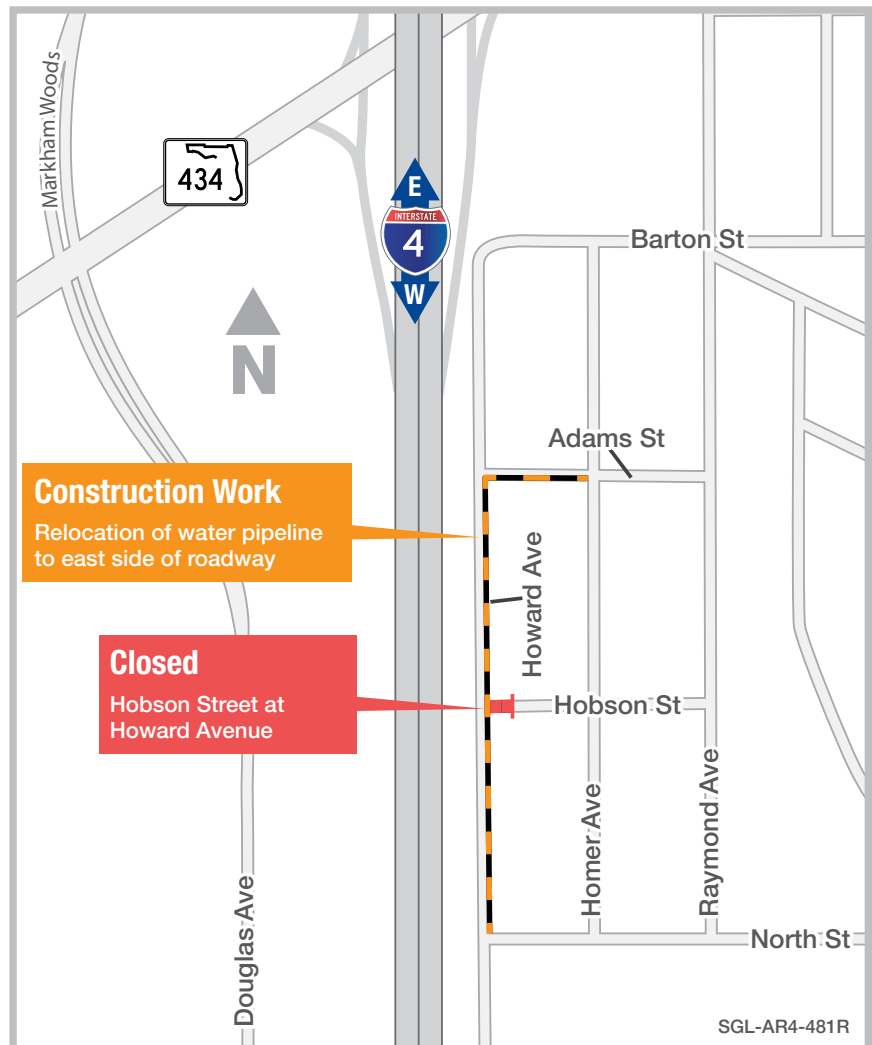 Markham Woods
434
E
INTERSTATE
4
W
Barton St
N
Adams St
Construction Work
Relocation of water pipeline
to east side of roadway
Howard Ave
Closed
Hobson Street at
Howard Avenue
Hobson St
Homer Ave
Raymond Ave
Douglas Ave
North St
SGL-AR4-481R